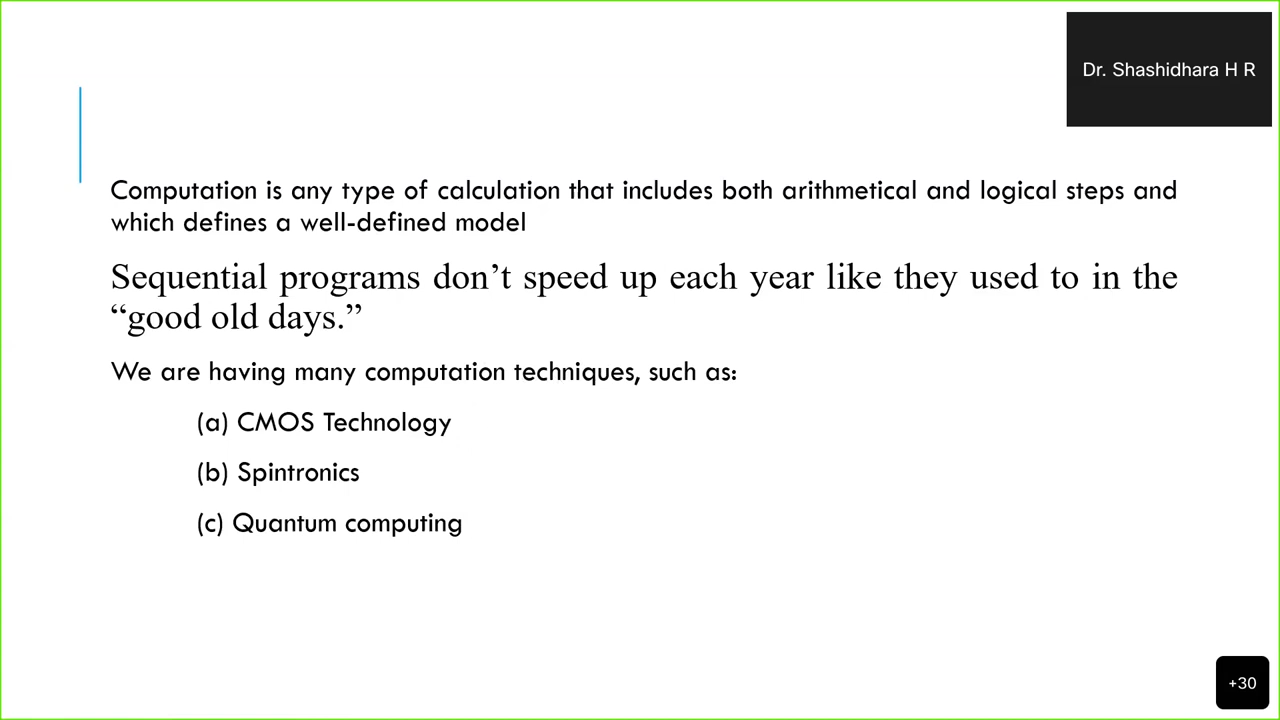 Dr. Shashidhara H R
Computation is any type of calculation that includes both arithmetical and logical steps and
which defines a well-defined model
Sequential programs don’t speed up each year like they used to in the
“good old days.”
We are having many computation techniques, such as:
(a) CMOS Technology
(b) Spintronics
(c) Quantum computing
+30